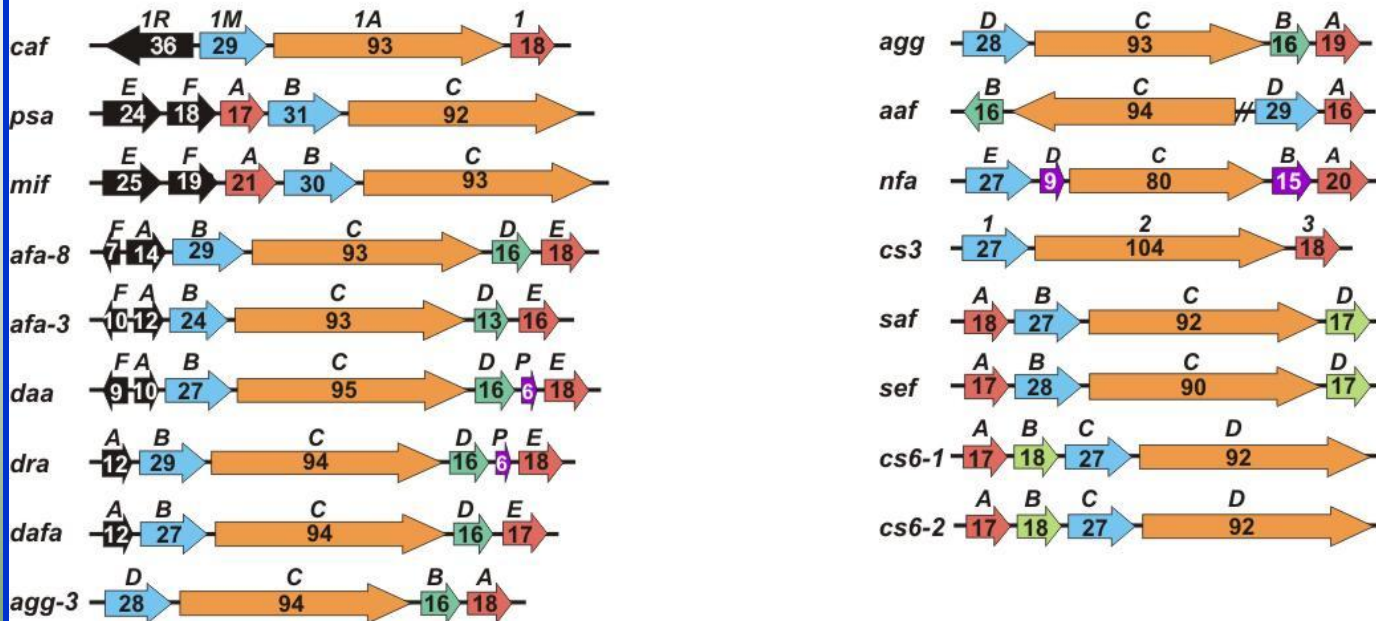 1R 1M 1A 1
caf 36 29 93 18
E F A B C
psa 24 18 17 31 92
E F A B C
mif 25 19 21 30 93
F A B C D E
afa-8 7 14 29 93 16 18
F A B C D E
afa-3 10 12 24 93 13 16
F A B C D P E
daa 9 10 27 95 16 6 18
A B C D P E
dra 12 29 94 16 6 18
A B C D E
dafa 12 27 94 16 17
D C B A
agg-3 28 94 16 18
D C B A
agg 28 93 16 19
B C D A
aaf 16 94 // 29 16
E D C B A
nfa 27 9 80 15 20
1 2 3
cs3 27 104 18
A B C D
saf 18 27 92 17
A B C D
sef 17 28 90 17
A B C D
cs6-1 17 18 27 92
A B C D
cs6-2 17 18 27 92